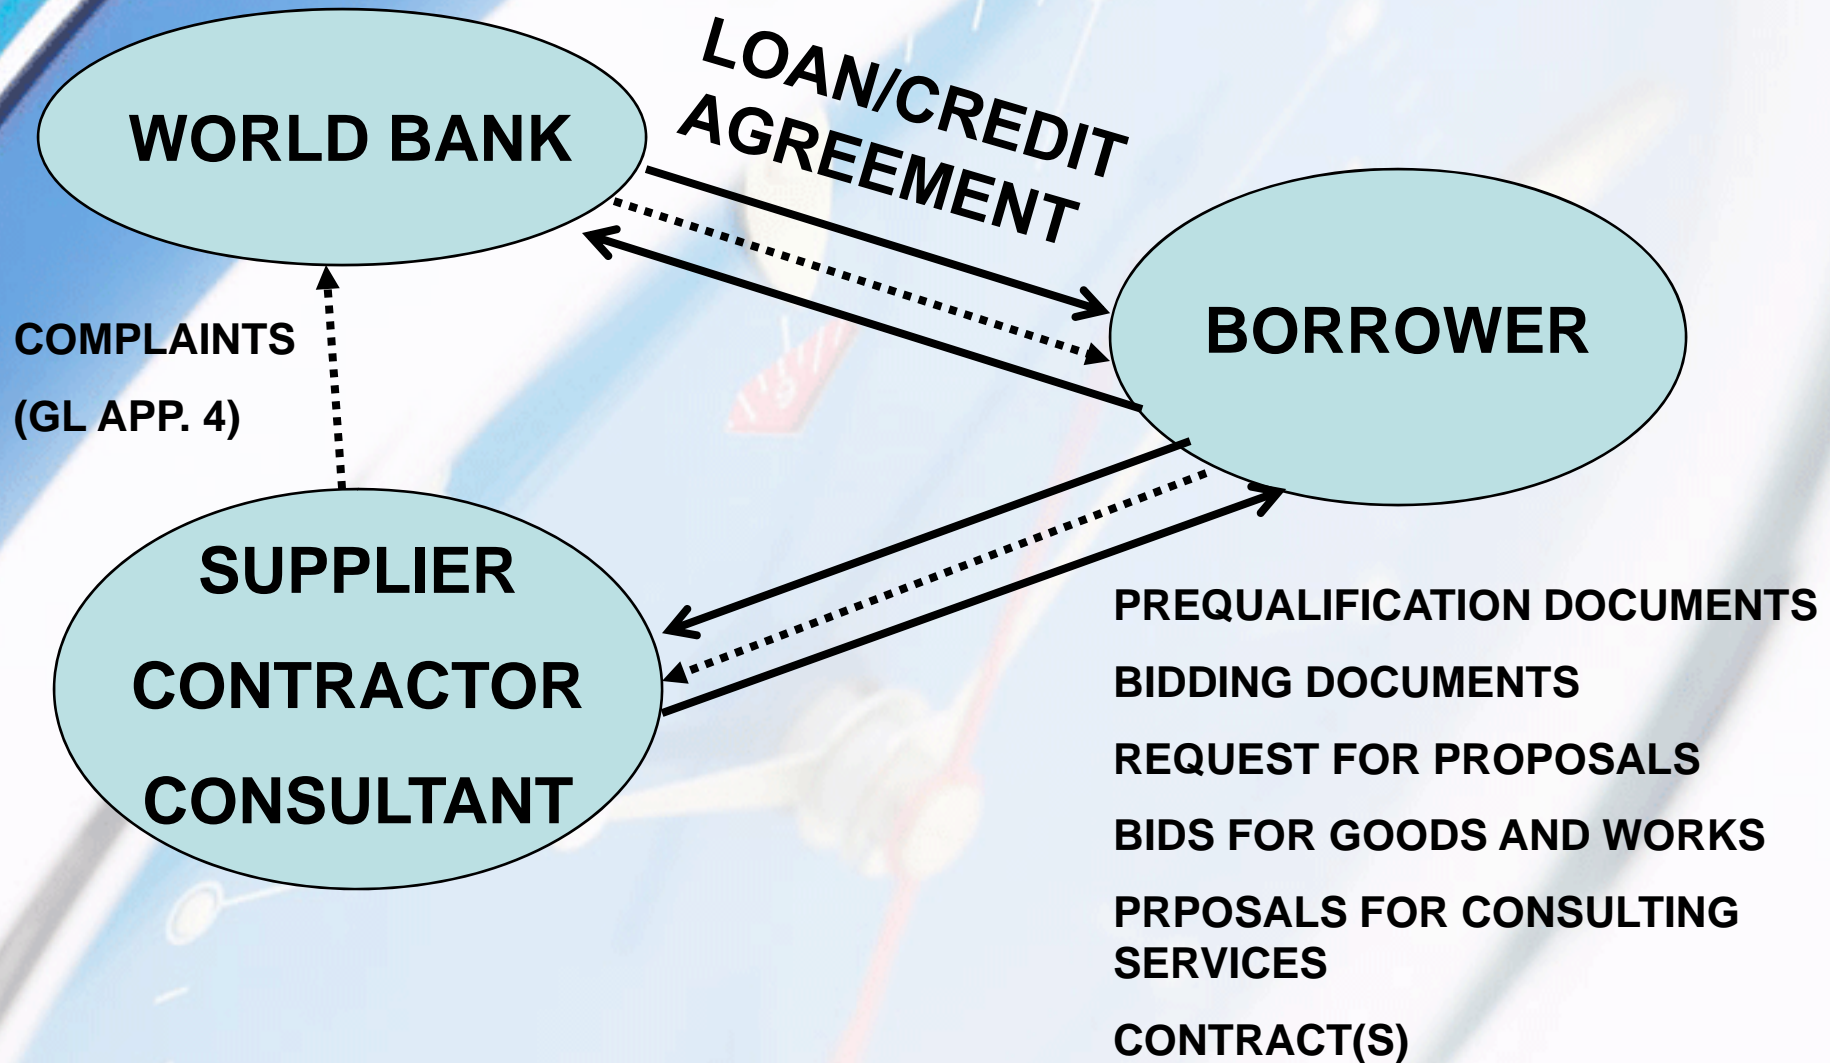 WORLD BANK
LOAN/CREDIT
AGREEMENT
BORROWER
COMPLAINTS
(GL APP. 4)
SUPPLIER
CONTRACTOR
CONSULTANT
PREQUALIFICATION DOCUMENTS
BIDDING DOCUMENTS
REQUEST FOR PROPOSALS
BIDS FOR GOODS AND WORKS
PRPOSALS FOR CONSULTING
SERVICES
CONTRACT(S)